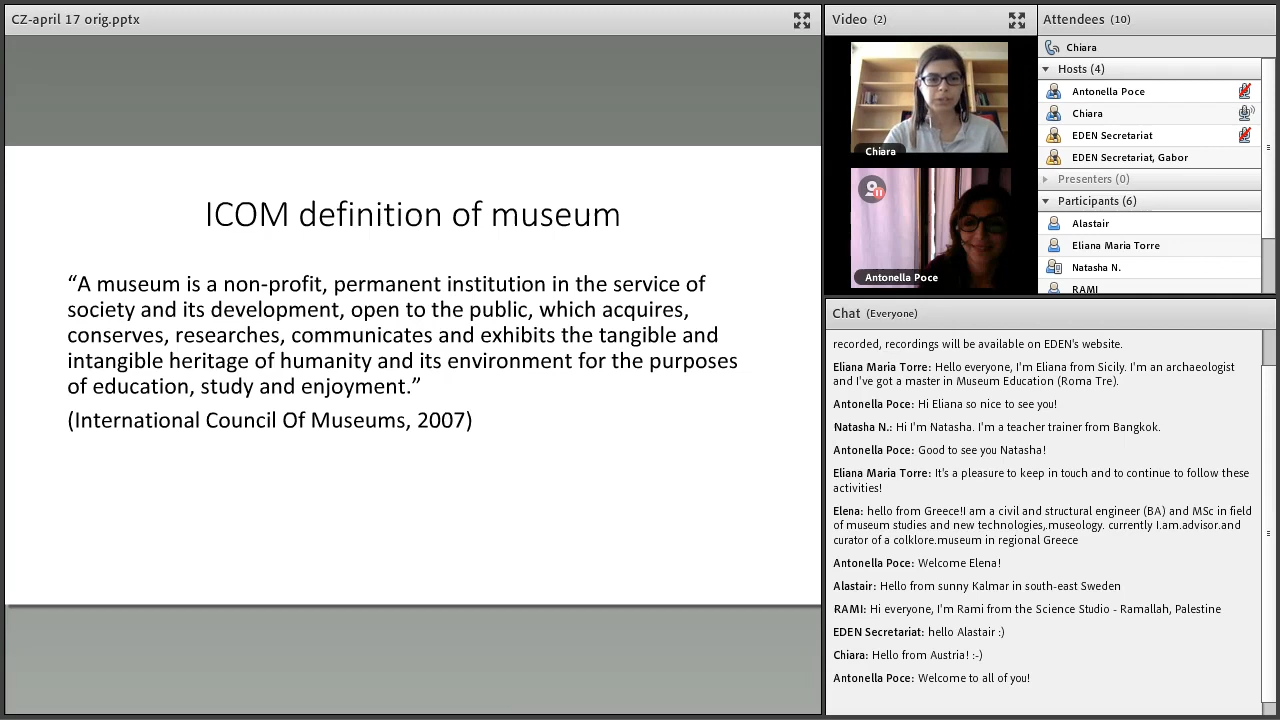 CZ-april 17 orig.pptx
ICOM definition of museum
“A museum is a non-profit, permanent institution in the service of
society and its development, open to the public, which acquires,
conserves, researches, communicates and exhibits the tangible and
intangible heritage of humanity and its environment for the purposes
of education, study and enjoyment.”
(International Council Of Museums, 2007)
Video (2)
Chiara
Antonella Poce
Attendees (10)
Chiara
Hosts (4)
Antonella Poce
Chiara
EDEN Secretariat
EDEN Secretariat, Gabor
Presenters (0)
Participants (6)
Alastair
Eliana Maria Torre
Natasha N.
RAMI
Chat (Everyone)
recorded, recordings will be available on EDEN's website.
Eliana Maria Torre: Hello everyone, I'm Eliana from Sicily. I'm an archaeologist
and I've got a master in Museum Education (Roma Tre).
Antonella Poce: Hi Eliana so nice to see you!
Natasha N.: Hi I'm Natasha. I'm a teacher trainer from Bangkok.
Antonella Poce: Good to see you Natasha!
Eliana Maria Torre: It's a pleasure to keep in touch and to continue to follow these
activities!
Elena: hello from Greece!I am a civil and structural engineer (BA) and MSc in field
of museum studies and new technologies,.museology. currently I.am.advisor.and
curator of a colklore.museum in regional Greece
Antonella Poce: Welcome Elena!
Alastair: Hello from sunny Kalmar in south-east Sweden
RAMI: Hi everyone, I'm Rami from the Science Studio - Ramallah, Palestine
EDEN Secretariat: hello Alastair :)
Chiara: Hello from Austria! :-)
Antonella Poce: Welcome to all of you!